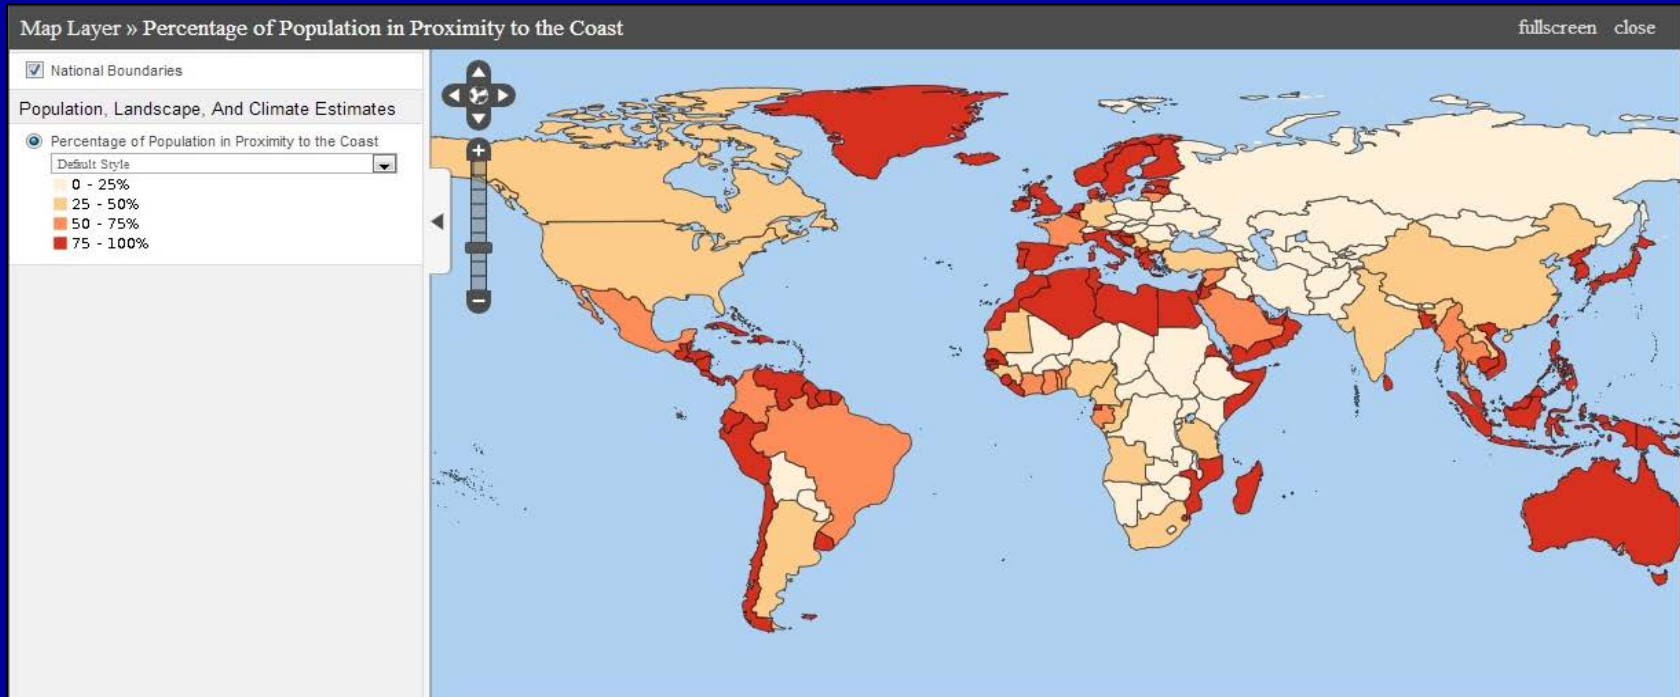 Map Layer » Percentage of Population in Proximity to the Coast
fullscreen close
National Boundaries
Population, Landscape, And Climate Estimates
Percentage of Population in Proximity to the Coast
Default Style
0 - 25%
25 - 50%
50 - 75%
75 - 100%